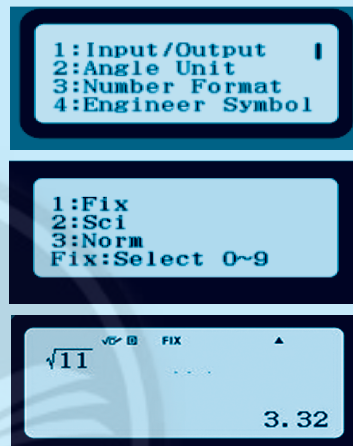 1:Input/Output
2:Angle Unit
3:Number Format
4:Engineer Symbol
1:Fix
2:Sci
3:Norm
Fix:Select 0~9
√D FIX ▲
√11
3.32